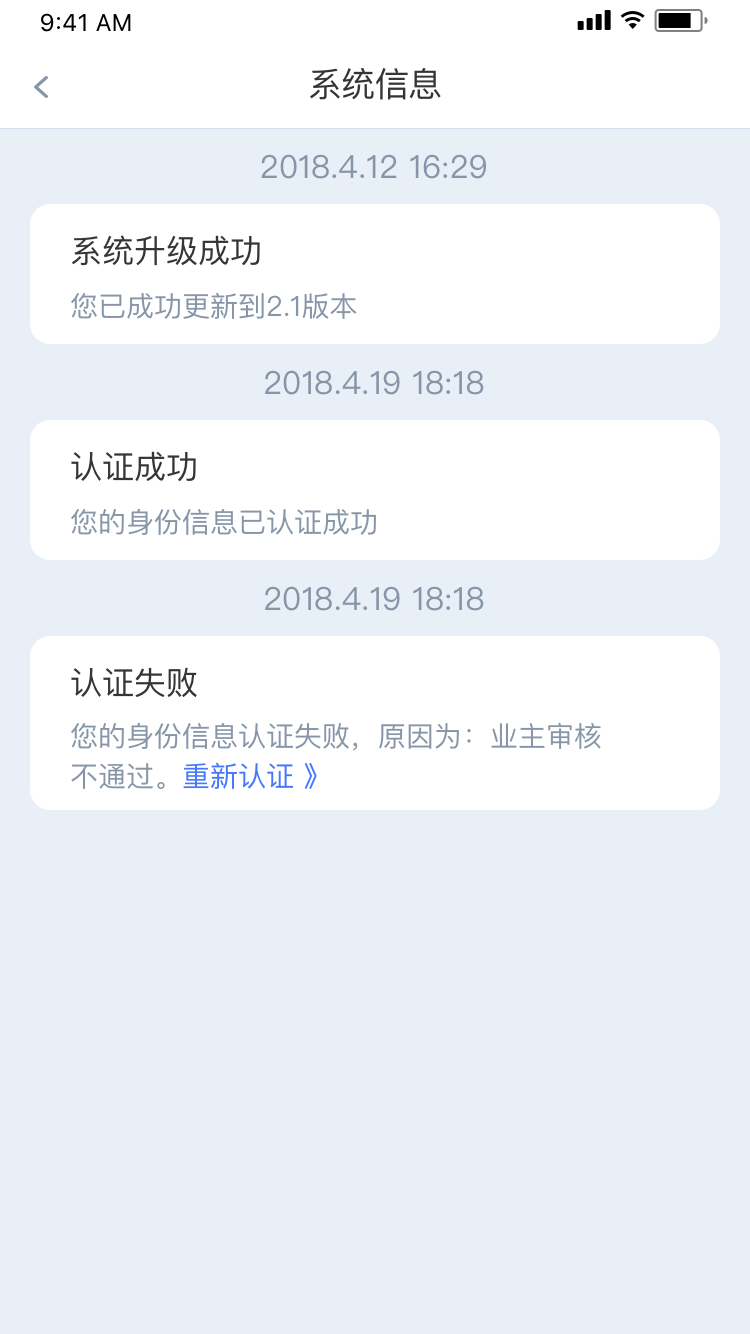 9:41 AM
系统信息
2018.4.12 16:29
系统升级成功
您已成功更新到2.1版本
2018.4.19 18:18
认证成功
您的身份信息已认证成功
2018.4.19 18:18
认证失败
您的身份信息认证失败，原因为：业主审核
不通过。重新认证 》